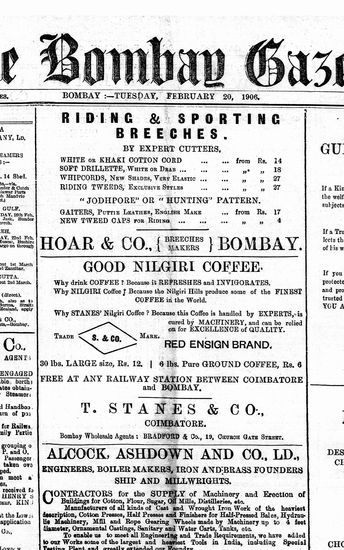 e Bombay Gaze
BOMBAY :—TUESDAY, FEBRUARY 20, 1906.
RIDING & SPORTING
BREECHES.
BY EXPERT CUTTERS,
WHITE OR KHAKI COTTON CORD ... ... from Rs. 14
SOFT DRILLETTE, WHITE OR DRAB ... ... „ „ 18
WHIPCORDS, NEW SHADES, VERY ELASTIC ... „ „ 27
RIDING TWEEDS, EXCLUSIVE STYLES ... „ „ 27
"JODHPORE" OR "HUNTING" PATTERN.
GAITERS, PUTTIE LEATHER, ENGLISH MAKE ... from Rs. 17
NEW TWEED CAPS FOR RIDING ... ... „ „ 4
HOAR & CO., { BREECHES MAKERS } BOMBAY.
GOOD NILGIRI COFFEE.
Why drink COFFEE? Because it REFRESHES and INVIGORATES.
Why NILGIRI Coffee? Because the Nilgiri Hills produce some of the FINEST
COFFEE in the World.
Why STANES' Nilgiri Coffee? Because this Coffee is handled by EXPERTS, is
cured by MACHINERY, and can be relied
on for EXCELLENCE of QUALITY.
TRADE S. & CO. MARK.
RED ENSIGN BRAND.
30 lbs. LARGE size, Rs. 12. | 6 lbs. Pure GROUND COFFEE, Rs. 6
FREE AT ANY RAILWAY STATION BETWEEN COIMBATORE
and BOMBAY.
T. STANES & CO.,
COIMBATORE.
Bombay Wholesale Agents: BRADFORD & Co., 19, CHURCH GATE STREET.
ALCOCK, ASHDOWN AND CO., LD.,
ENGINEERS, BOILER MAKERS, IRON AND BRASS FOUNDERS
SHIP AND MILLWRIGHTS.
CONTRACTORS for the SUPPLY of Machinery and Erection of
Buildings for Cotton, Flour, Sugar, Oil Mills, Distilleries, etc.
Manufacturers of all kinds of Cast and Wrought Iron Work of the heaviest
description, Cotton Presses, Half Presses and Finishers for Half-Pressed Bales, Hydrau-
lic Machinery, Mill and Rope Gearing Wheels made by Machinery up to 4 feet
diameter, Ornamental Castings, Sanitary and Water Carts, Tanks, etc.
To enable us to meet all Engineering and Trade Requirements, we have added
to our Works some of the largest and heaviest Tools in India, including Special
Testing Plant and greatly extended our Foundry.